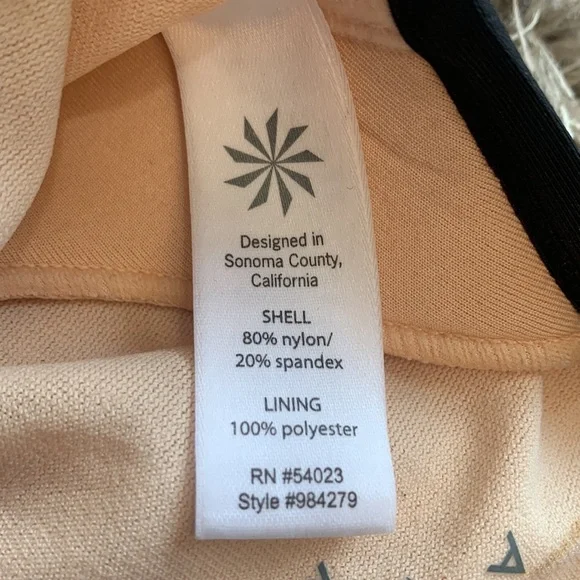 Designed in
Sonoma County,
California
SHELL
80% nylon/
20% spandex
LINING
100% polyester
RN #54023
Style #984279